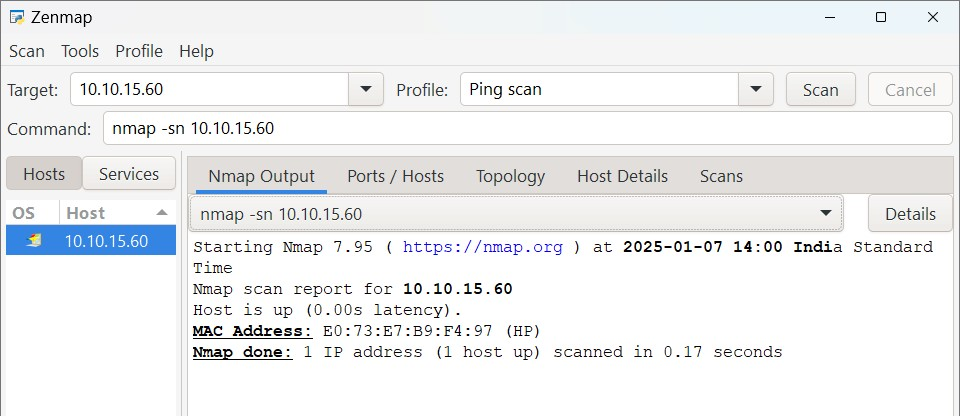 Zenmap
Scan Tools Profile Help
Target: 10.10.15.60 Profile: Ping scan Scan Cancel
Command: nmap -sn 10.10.15.60
Hosts Services
OS Host
10.10.15.60
Nmap Output Ports / Hosts Topology Host Details Scans
nmap -sn 10.10.15.60 Details
Starting Nmap 7.95 ( https://nmap.org ) at 2025-01-07 14:00 India Standard
Time
Nmap scan report for 10.10.15.60
Host is up (0.00s latency).
MAC Address: E0:73:E7:B9:F4:97 (HP)
Nmap done: 1 IP address (1 host up) scanned in 0.17 seconds